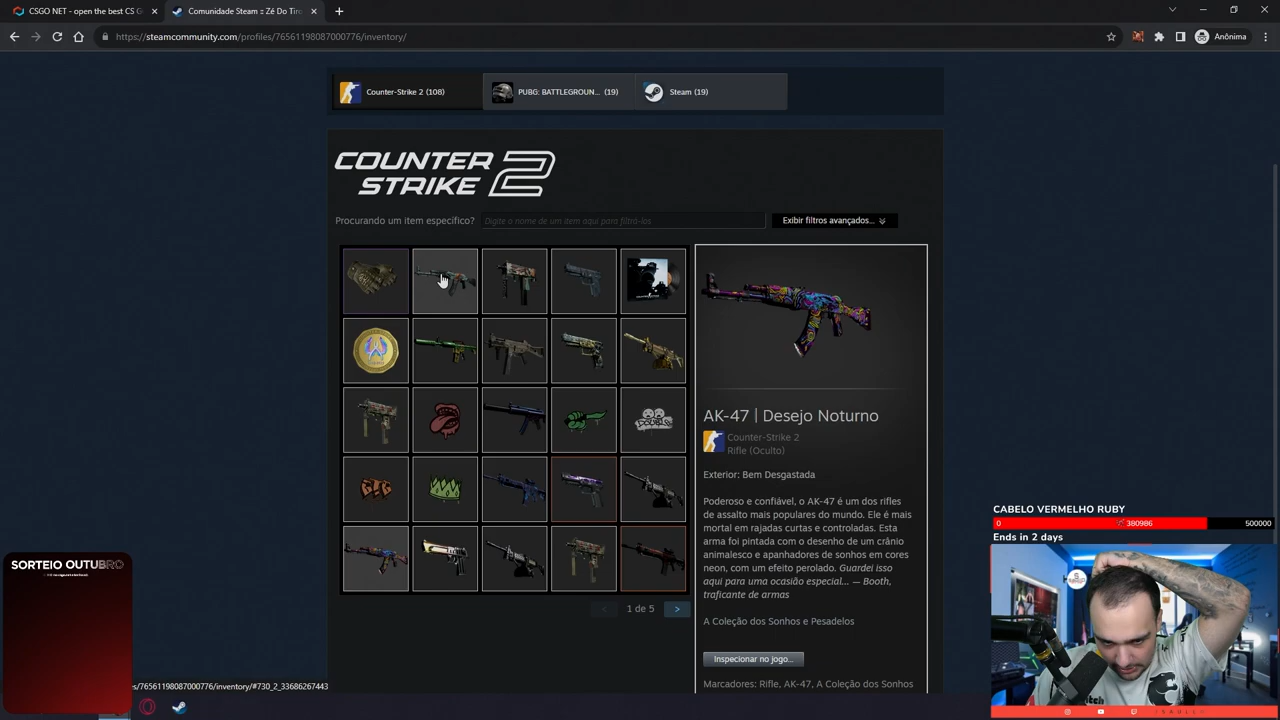 CSGO NET - open the best CS G
Comunidade Steam :: Zé Do Tiro
https://steamcommunity.com/profiles/76561198087000776/inventory/
Anônima
Counter-Strike 2 (108)
PUBG: BATTLEGROUN... (19)
Steam (19)
COUNTER
STRIKE 2
Procurando um item específico?
Digite o nome de um item aqui para filtrá-los
Exibir filtros avançados...
AK-47 | Desejo Noturno
Counter-Strike 2
Rifle (Oculto)
Exterior: Bem Desgastada
Poderoso e confiável, o AK-47 é um dos rifles
de assalto mais populares do mundo. Ele é mais
mortal em rajadas curtas e controladas. Esta
arma foi pintada com o desenho de um crânio
animalesco e apanhadores de sonhos em cores
neon, com um efeito perolado. Guardei isso
aqui para uma ocasião especial... — Booth,
traficante de armas
A Coleção dos Sonhos e Pesadelos
< 1 de 5 >
Inspecionar no jogo...
Marcadores: Rifle, AK-47, A Coleção dos Sonhos
es/76561198087000776/inventory/#730_2_33686267443
SORTEIO OUTUBRO
CABELO VERMELHO RUBY
0 380986 500000
Ends in 2 days